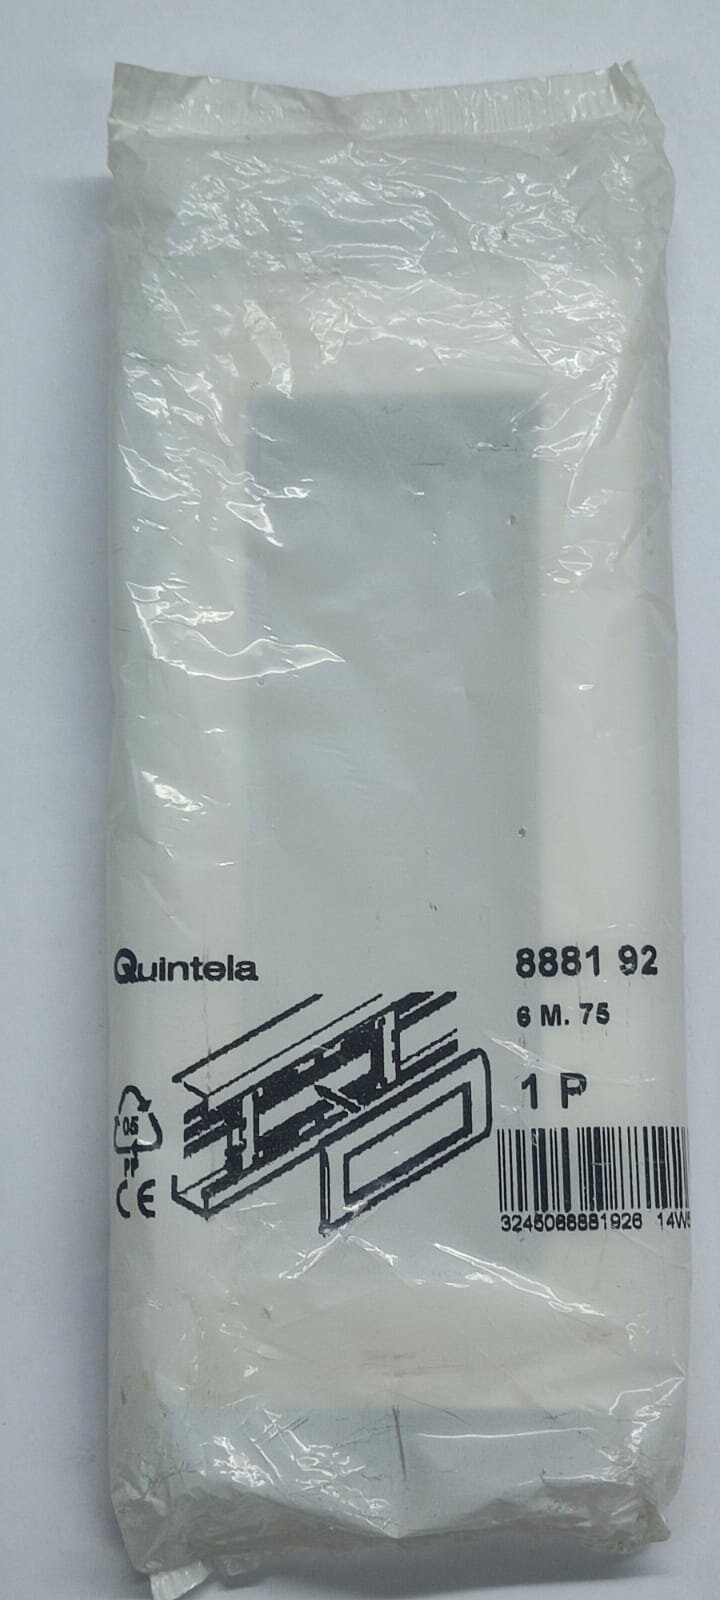 Quintela
8881 92
6 M. 75
1 P
05
PP
CE
3245068881926 14W5